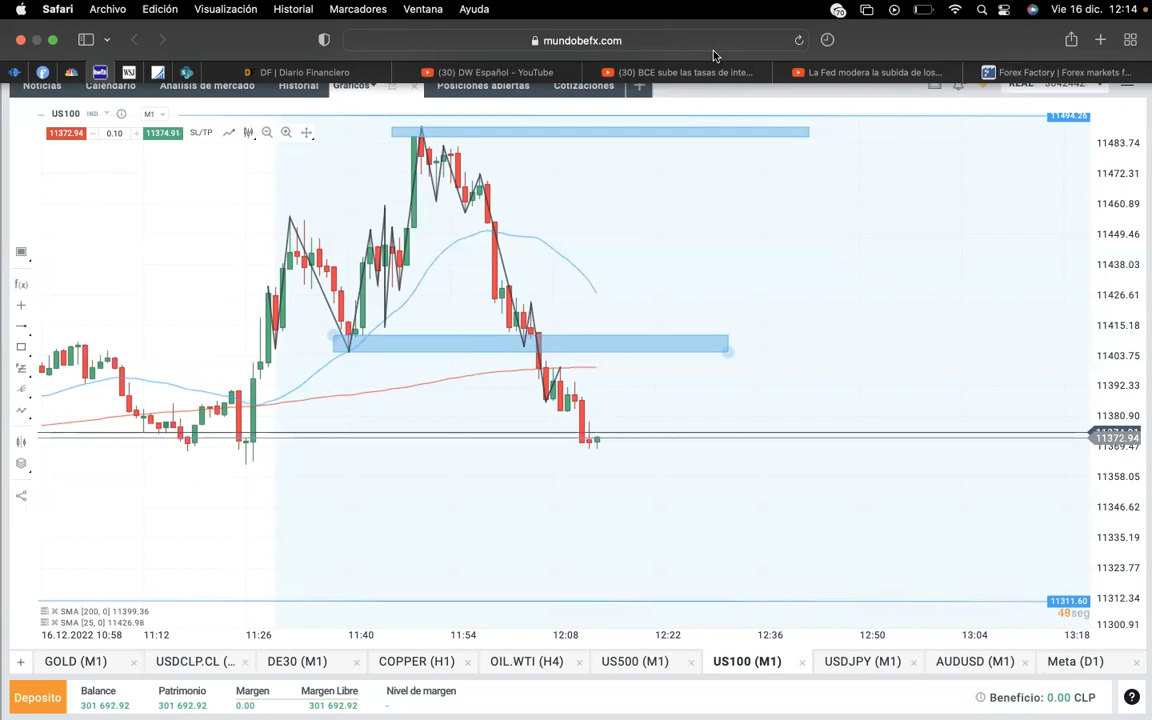 Safari Archivo Edición Visualización Historial Marcadores Ventana Ayuda 70 Vie 16 dic. 12:14
mundobefx.com
befX WSJ DF | Diario Financiero (30) DW Español - YouTube (30) BCE sube las tasas de inte... La Fed modera la subida de los... Forex Factory | Forex markets f...
Noticias Calendario Análisis de mercado Historial Gráficos Posiciones abiertas Cotizaciones REAL
US100 IND M1 11494.26
11372.94 0.10 11374.91 SL/TP
11483.74
11472.31
11460.89
11449.46
f(x)
11438.03
11426.61
11415.18
11403.75
11392.33
11380.90
11372.94
11369.47
11358.05
11346.62
11335.19
11323.77
11312.34
11311.60
SMA [200, 0] 11399.36
SMA [25, 0] 11426.98
48seg
11300.91
16.12.2022 10:58 11:12 11:26 11:40 11:54 12:08 12:22 12:36 12:50 13:04 13:18
GOLD (M1) USDCLP.CL (... DE30 (M1) COPPER (H1) OIL.WTI (H4) US500 (M1) US100 (M1) USDJPY (M1) AUDUSD (M1) Meta (D1)
Deposito Balance Patrimonio Margen Margen Libre Nivel de margen Beneficio: 0.00 CLP
301 692.92 301 692.92 0.00 301 692.92 -